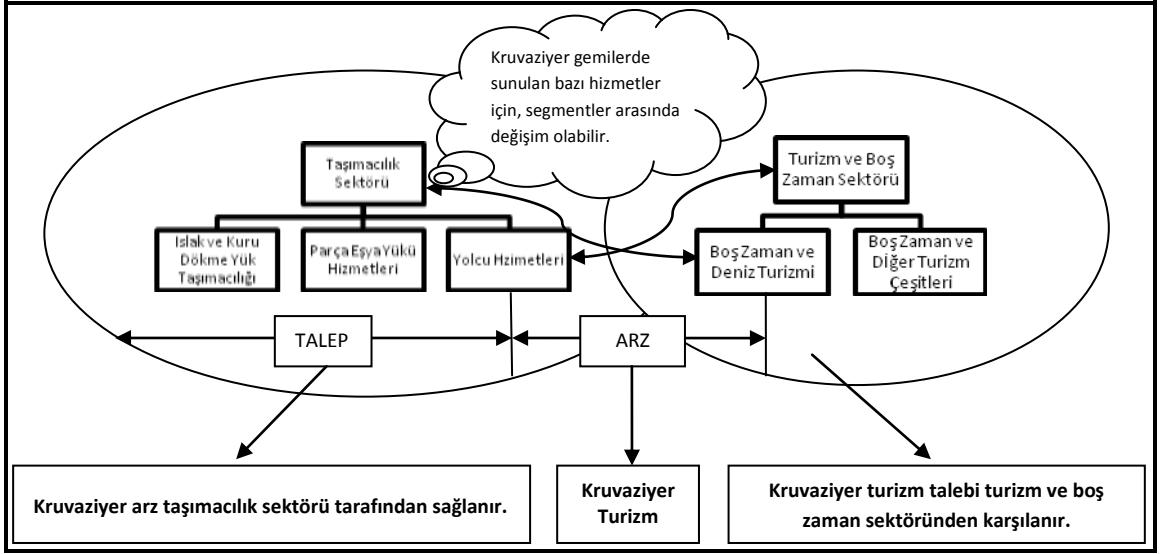 Kruvaziyer gemilerde
sunulan bazı hizmetler
için, segmentler arasında
değişim olabilir.
Taşımacılık
Sektörü
Turizm ve Boş
Zaman Sektörü
Islak ve Kuru
Dökme Yük
Taşımacılığı
Parça Eşya Yükü
Hizmetleri
Yolcu Hzimetleri
Boş Zaman ve
Deniz Turizmi
Boş Zaman ve
Dİğer Turizm
Çeşitleri
TALEP
ARZ
Kruvaziyer arz taşımacılık sektörü tarafından sağlanır.
Kruvaziyer
Turizm
Kruvaziyer turizm talebi turizm ve boş
zaman sektöründen karşılanır.